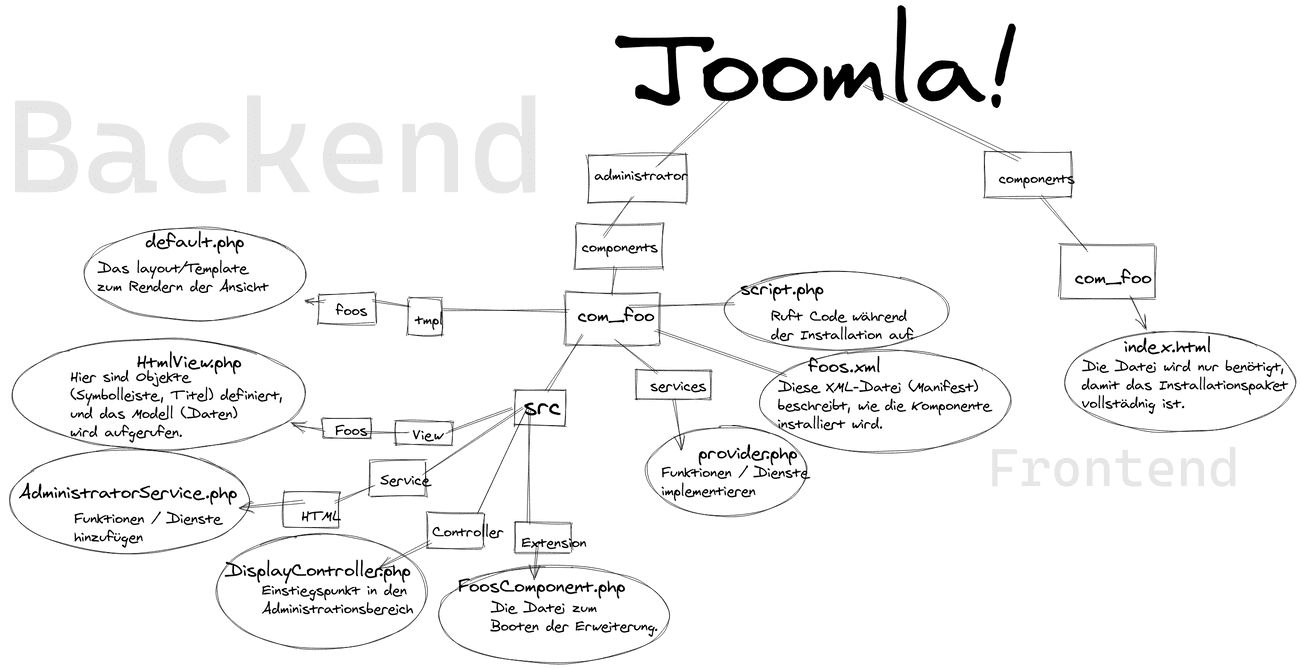 Joomla!
Backend
administrator
components
components
com_foo
default.php
Das layout/Template
zum Rendern der Ansicht
foos
tmpl
com_foo
script.php
Ruft Code während
der Installation auf.
index.html
Die Datei wird nur benötigt,
damit das Installationspaket
vollstädnig ist.
HtmlView.php
Hier sind Objekte
(Symbolleiste, Titel) definiert,
und das Modell (Daten)
wird aufgerufen.
Foos
View
src
services
foos.xml
Diese XML-Datei (Manifest)
beschreibt, wie die Komponente
installiert wird.
provider.php
Funktionen / Dienste
implementieren
Frontend
AdministratorService.php
Funktionen / Dienste
hinzufügen
HTML
Service
Controller
Extension
DisplayController.php
Einstiegspunkt in den
Administrationsbereich
FoosComponent.php
Die Datei zum
Booten der Erweiterung.